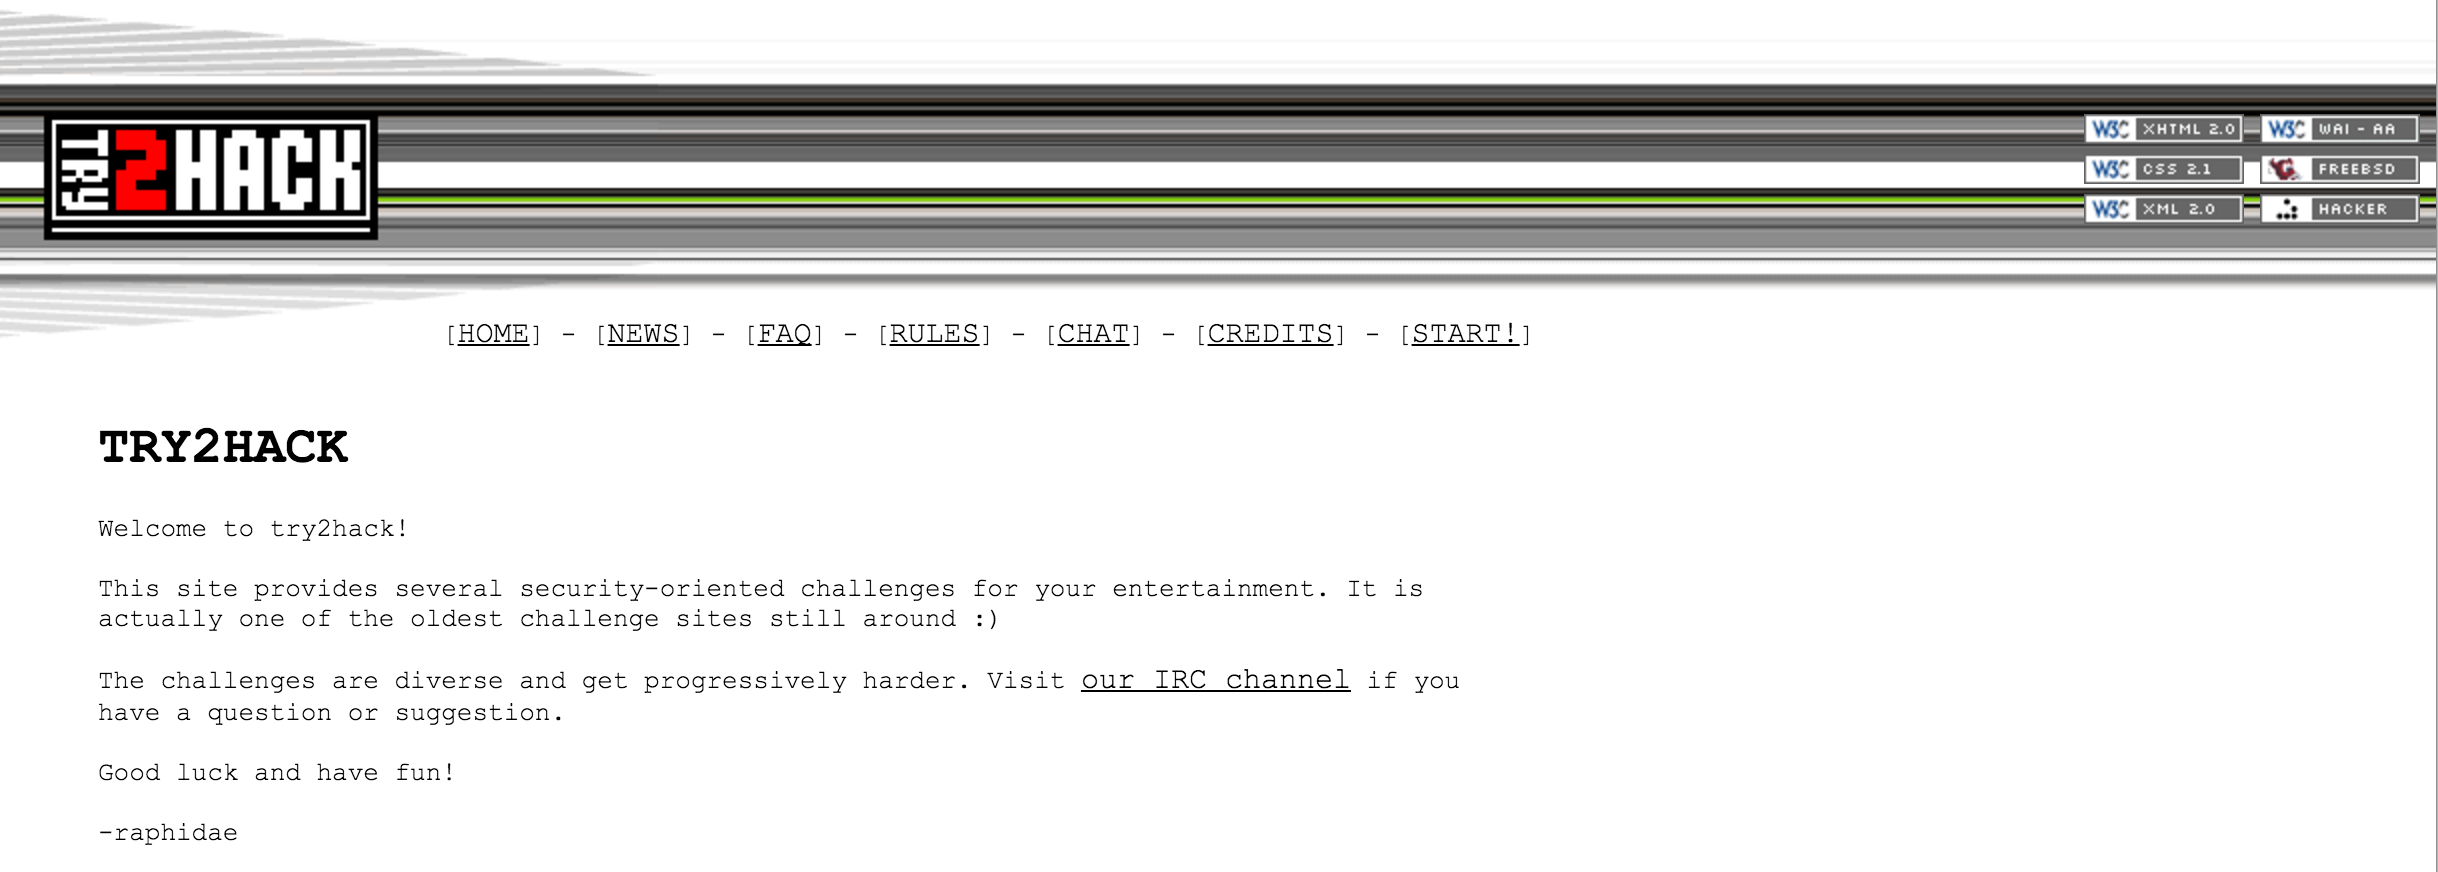 TRY 2HACK
W3C XHTML 2.0 W3C WAI - AA
W3C CSS 2.1 FREEBSD
W3C XML 2.0 HACKER
[HOME] - [NEWS] - [FAQ] - [RULES] - [CHAT] - [CREDITS] - [START!]
TRY2HACK
Welcome to try2hack!
This site provides several security-oriented challenges for your entertainment. It is
actually one of the oldest challenge sites still around :)
The challenges are diverse and get progressively harder. Visit our IRC channel if you
have a question or suggestion.
Good luck and have fun!
-raphidae